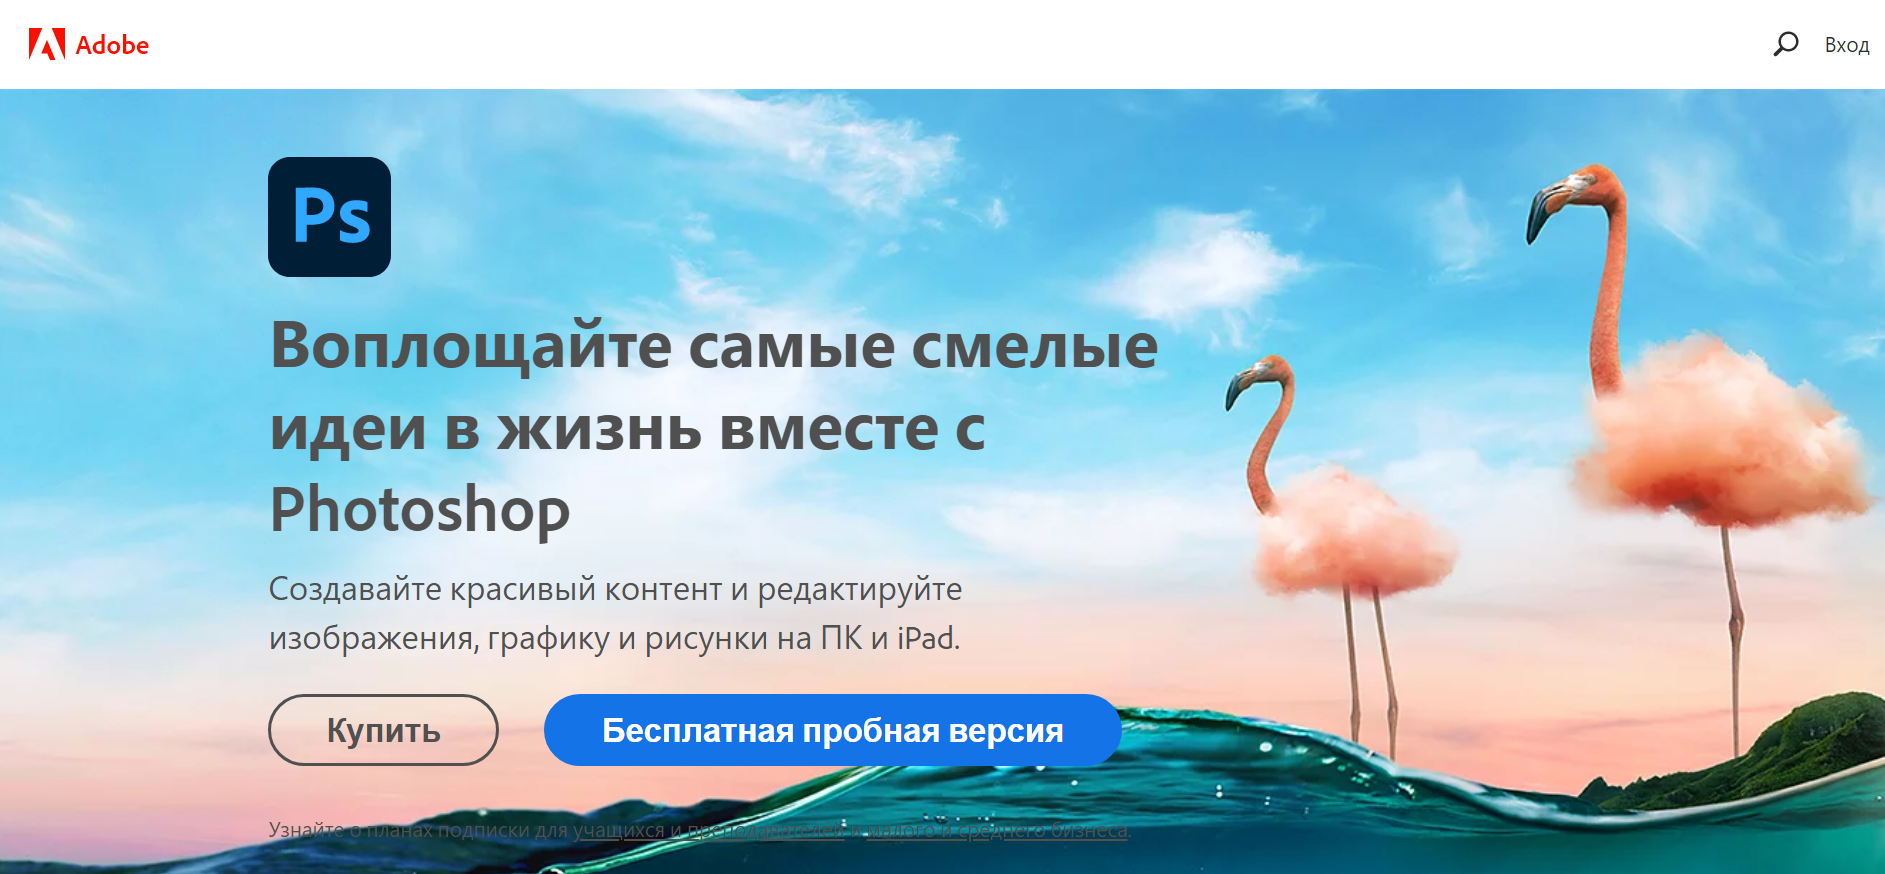 Adobe
Вход
Ps
Воплощайте самые смелые
идеи в жизнь вместе с
Photoshop
Создавайте красивый контент и редактируйте
изображения, графику и рисунки на ПК и iPad.
Купить
Бесплатная пробная версия
Узнайте о планах подписки для учащихся и преподавателей и малого и среднего бизнеса.